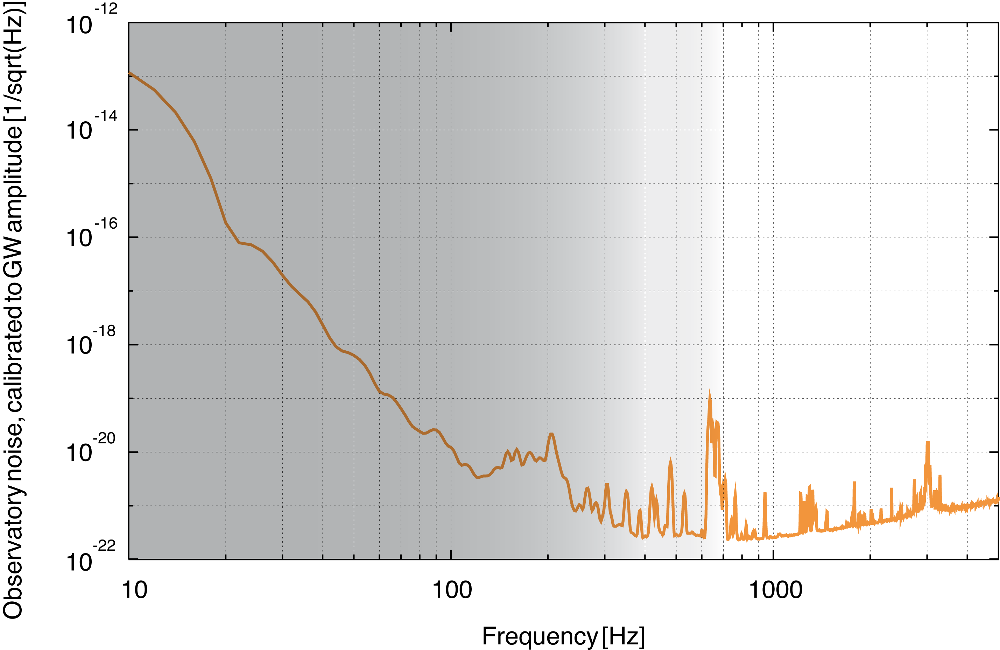 Observatory noise, calibrated to GW amplitude [1/sqrt(Hz)]
10-12
10-14
10-16
10-18
10-20
10-22
10 100 1000
Frequency [Hz]